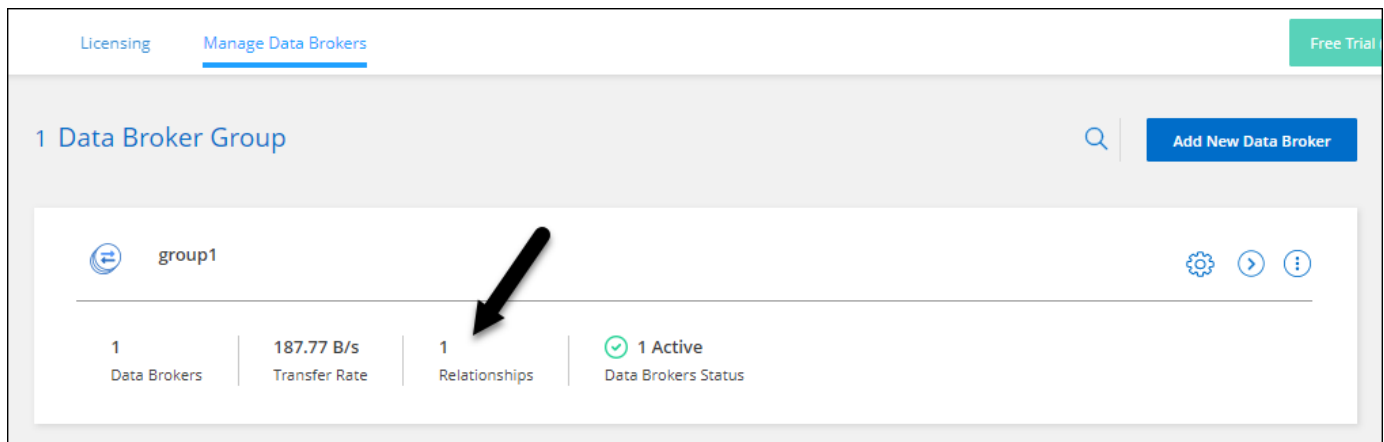 Licensing
Manage Data Brokers
Free Trial
1 Data Broker Group
Add New Data Broker
group1
1
187.77 B/s
1
1 Active
Data Brokers
Transfer Rate
Relationships
Data Brokers Status